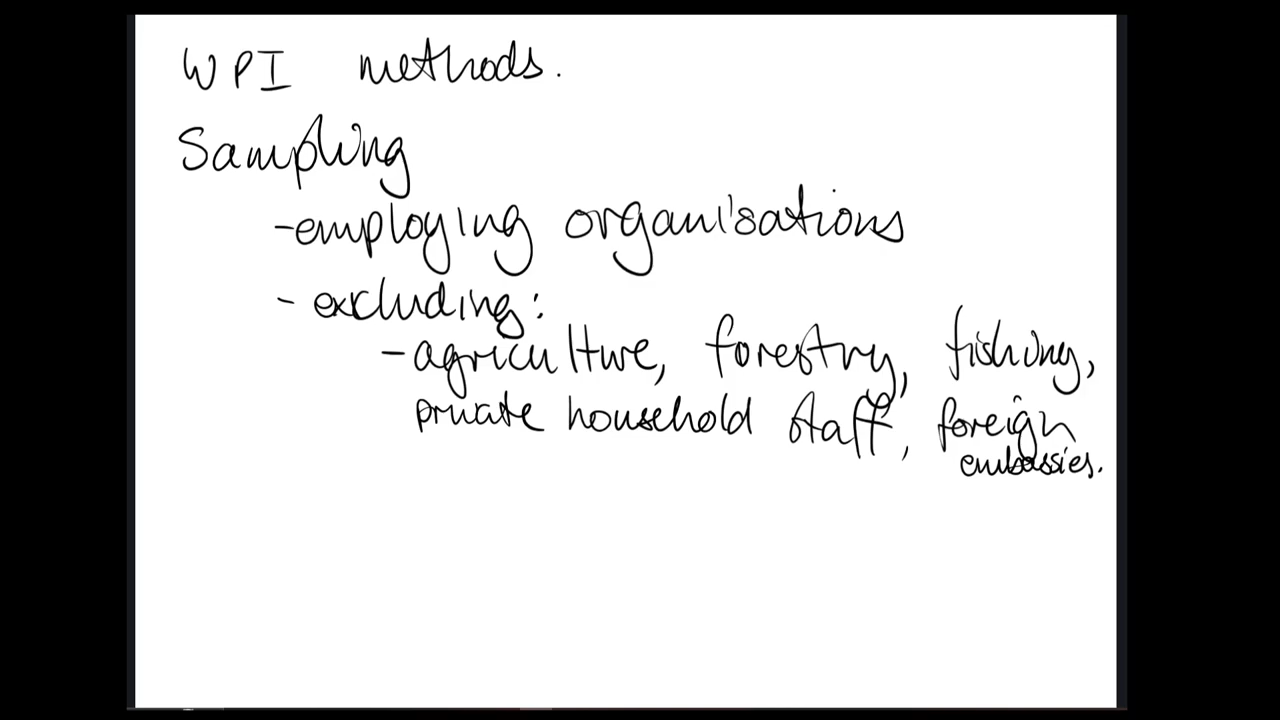 WPI methods.
Sampling
-employing organisations
- excluding:
-agriculture, forestry, fishing,
private household staff, foreign
embassies.